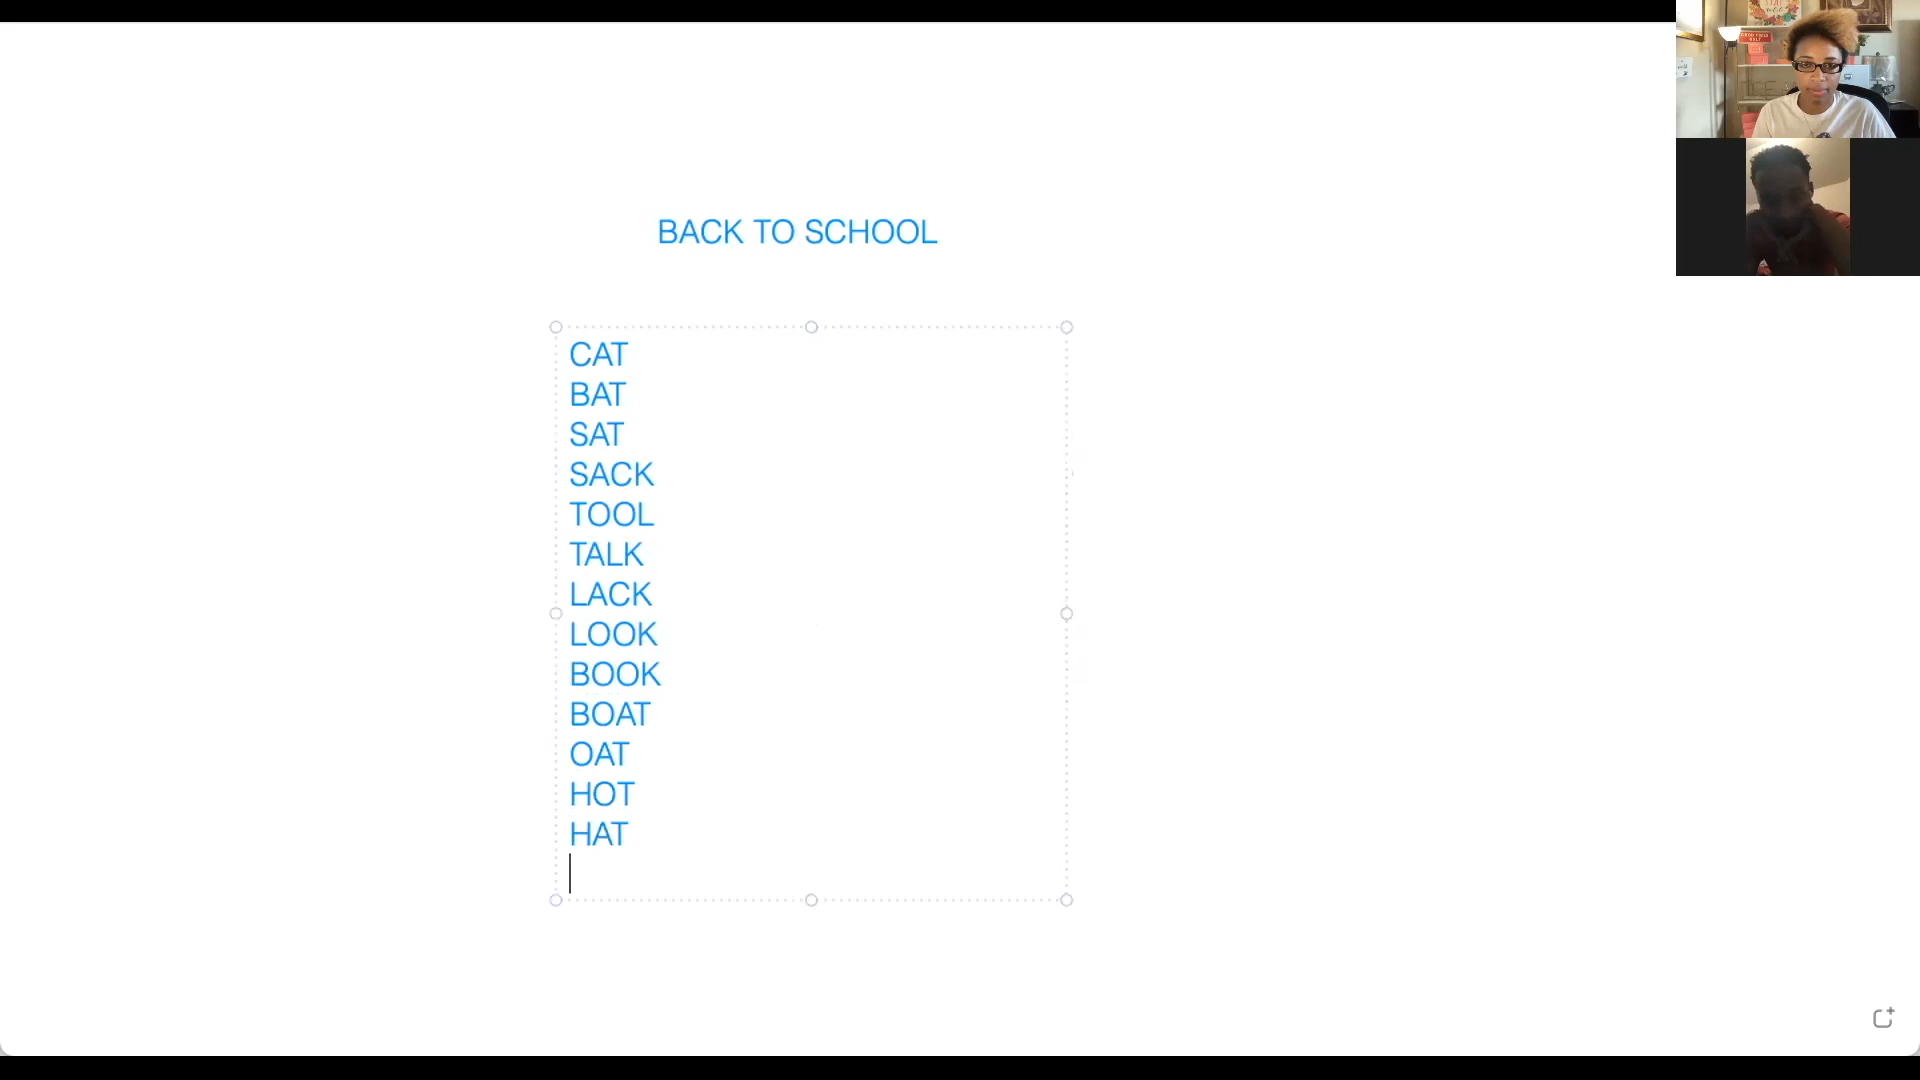 BACK TO SCHOOL
CAT
BAT
SAT
SACK
TOOL
TALK
LACK
LOOK
BOOK
BOAT
OAT
HOT
HAT